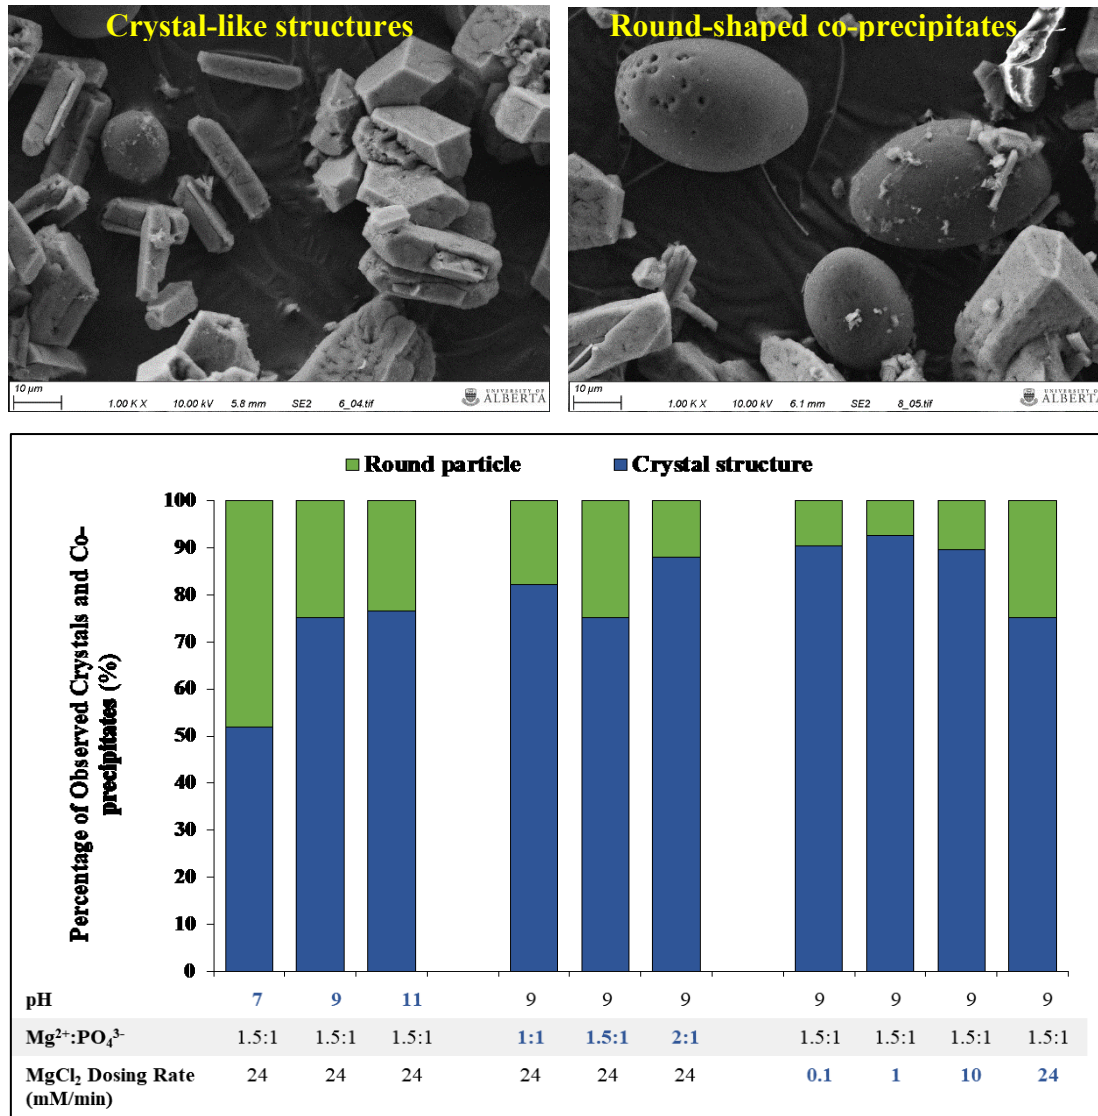 Crystal-like structures
10 µm
1.00 K X 10.00 kV 5.8 mm SE2 6_04.tif
UNIVERSITY OF
ALBERTA
Round-shaped co-precipitates
10 µm
1.00 K X 10.00 kV 6.1 mm SE2 8_05.tif
UNIVERSITY OF
ALBERTA
Round particle Crystal structure
Percentage of Observed Crystals and Co-
precipitates (%)
100
90
80
70
60
50
40
30
20
10
0
pH 7 9 11 9 9 9 9 9 9 9
Mg²⁺:PO₄³⁻ 1.5:1 1.5:1 1.5:1 1:1 1.5:1 2:1 1.5:1 1.5:1 1.5:1 1.5:1
MgCl₂ Dosing Rate 24 24 24 24 24 24 0.1 1 10 24
(mM/min)